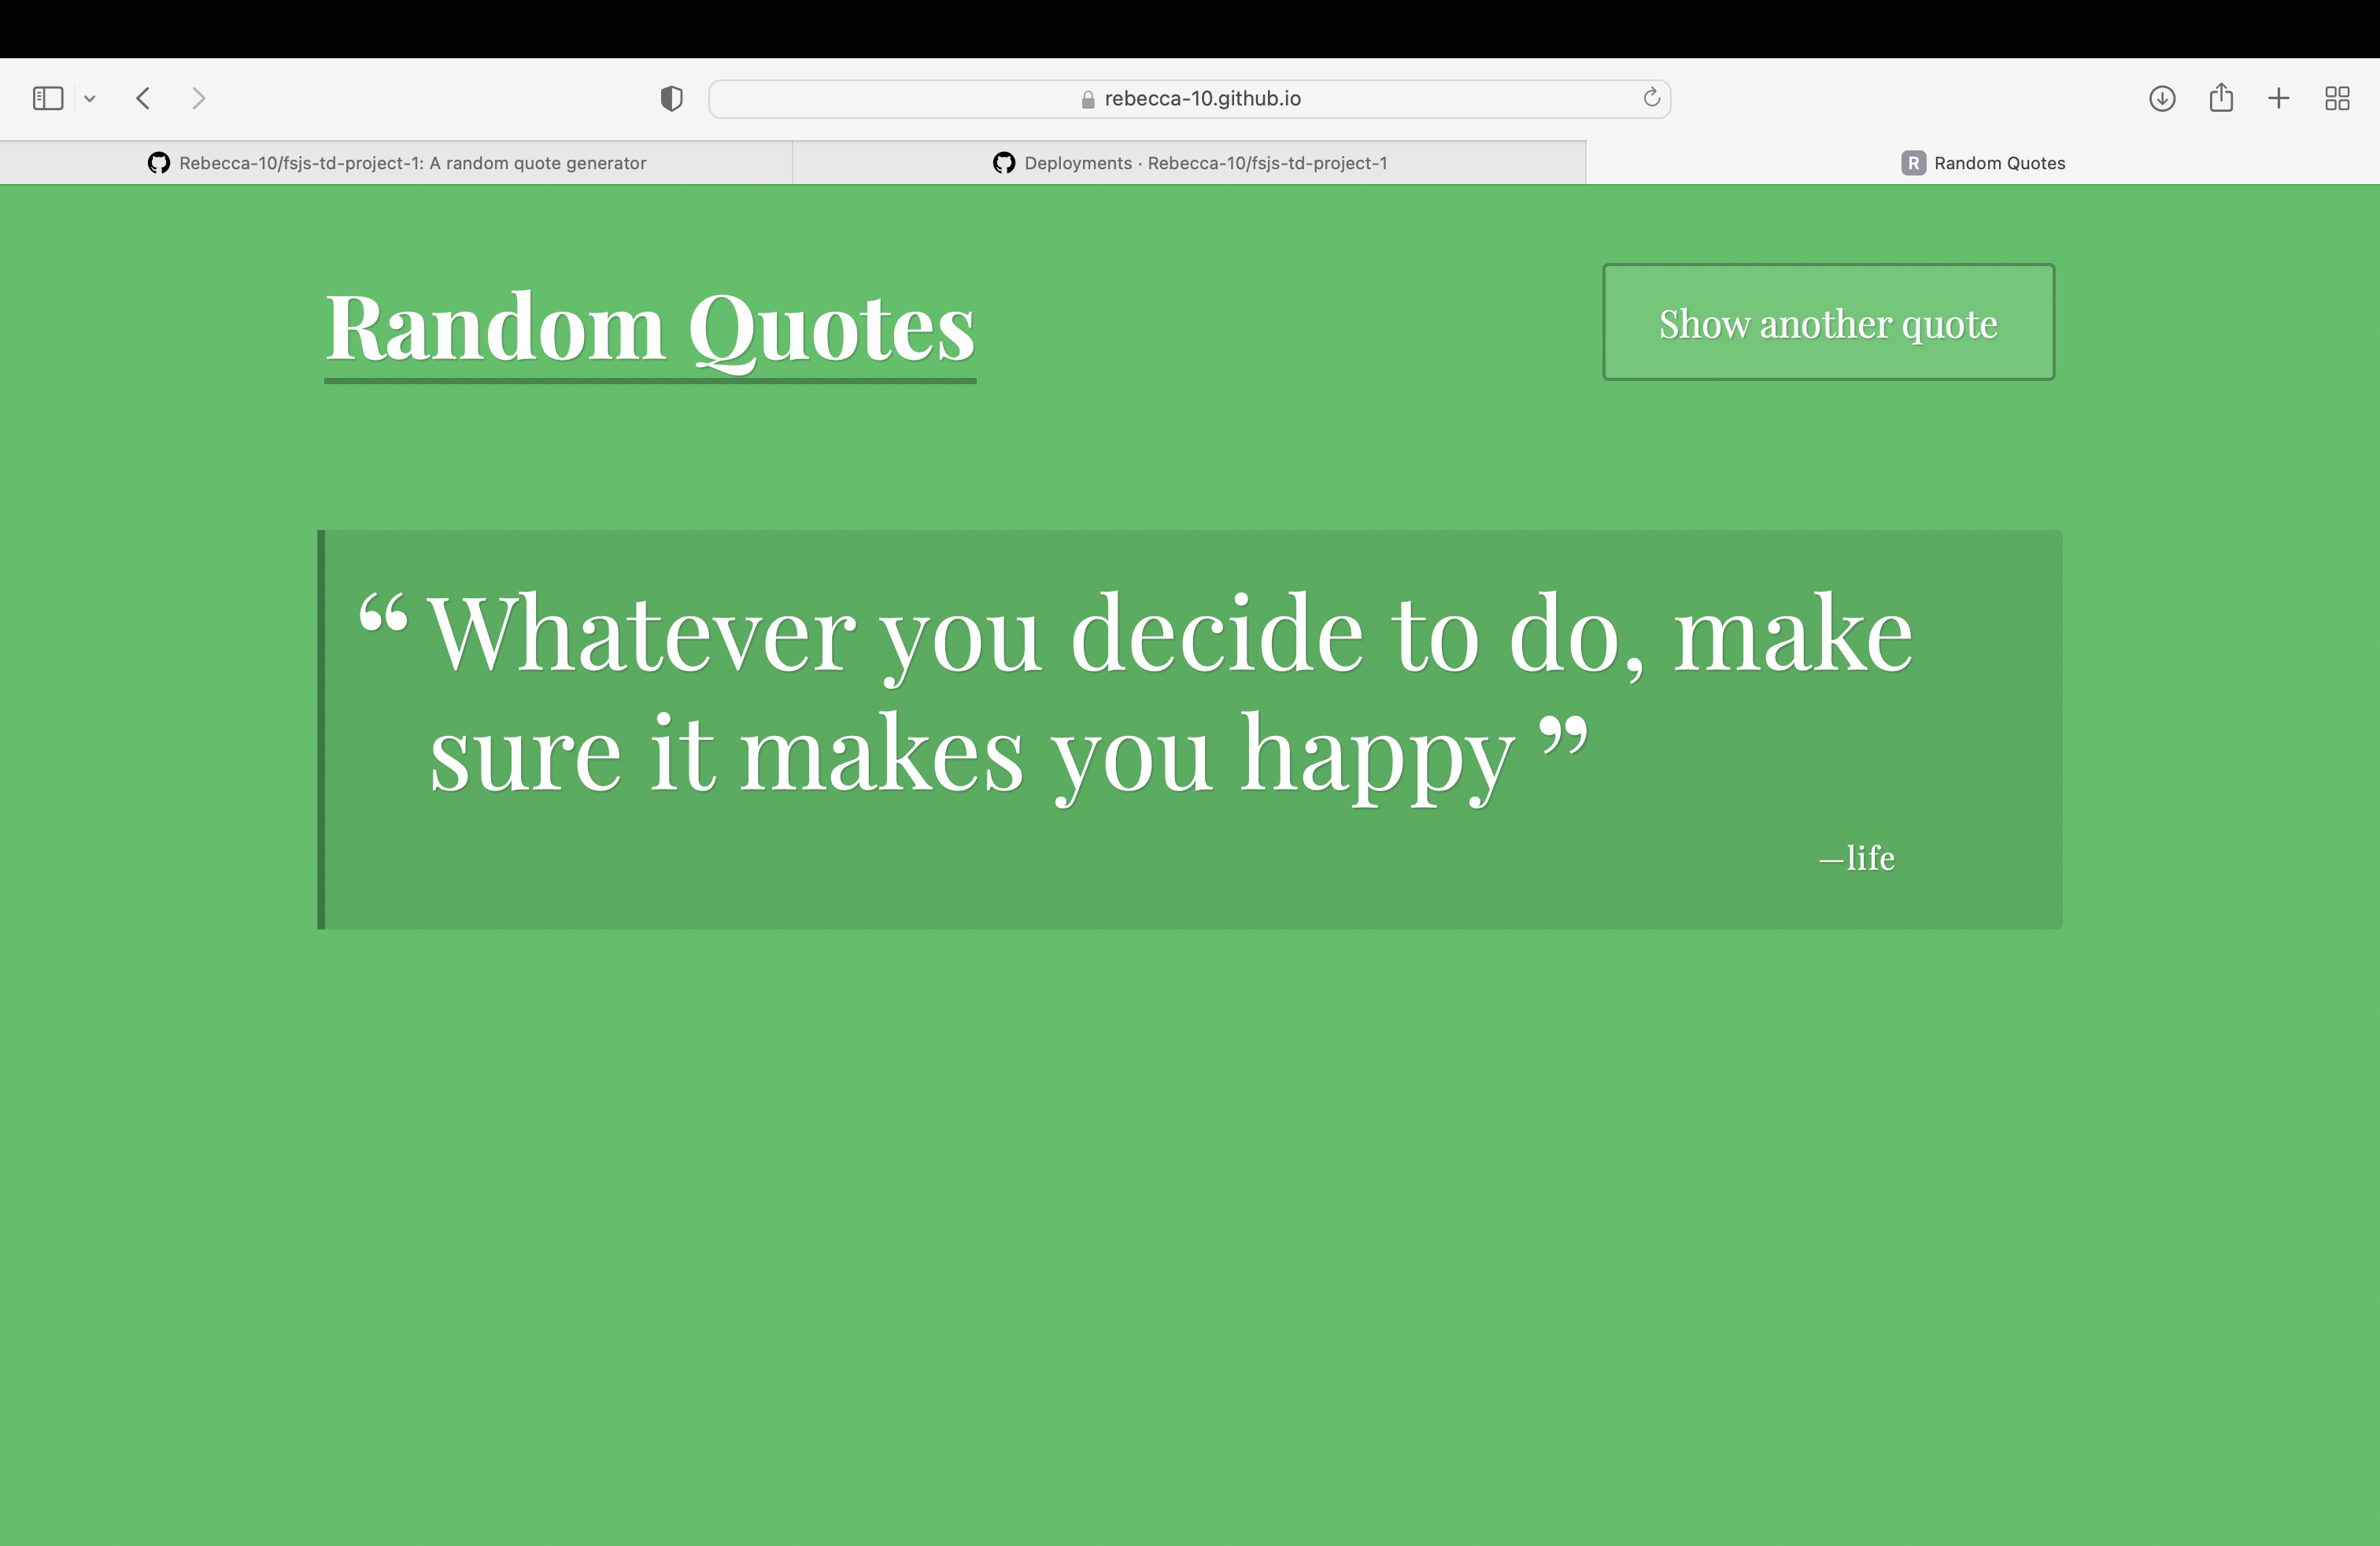 rebecca-10.github.io
Rebecca-10/fsjs-td-project-1: A random quote generator
Deployments · Rebecca-10/fsjs-td-project-1
R Random Quotes
Random Quotes
Show another quote
“ Whatever you decide to do, make
sure it makes you happy ”
—life